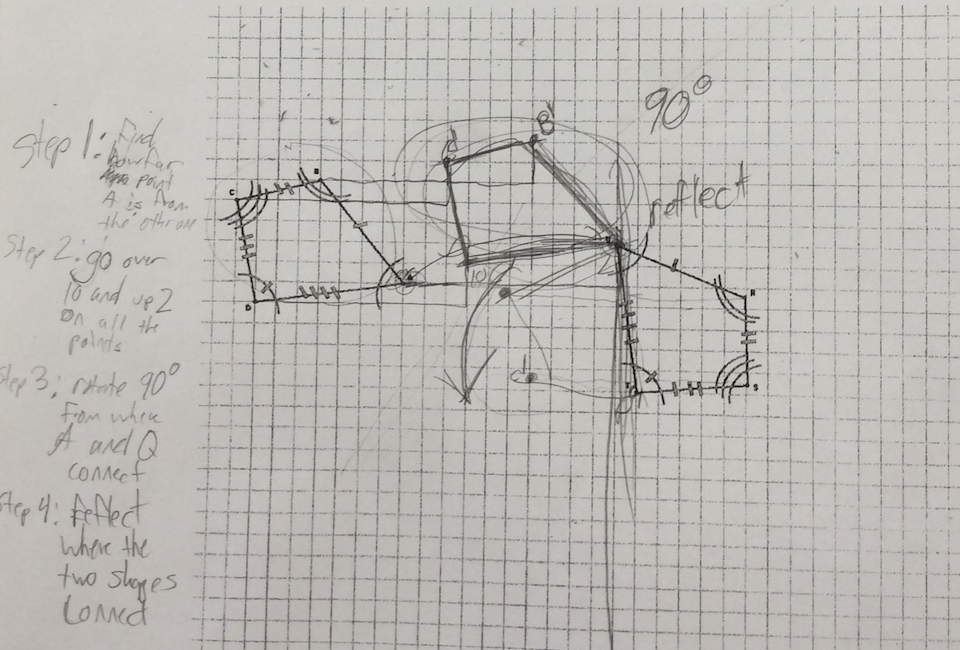 Step 1: Find
how far
point
A is from
the other one
Step 2: go over
10 and up 2
on all the
points
Step 3: rotate 90°
from where
A and Q
connect
Step 4: Reflect
where the
two shapes
Conned
90°
reflect
B'
d
10
d
C
B
D
R
S